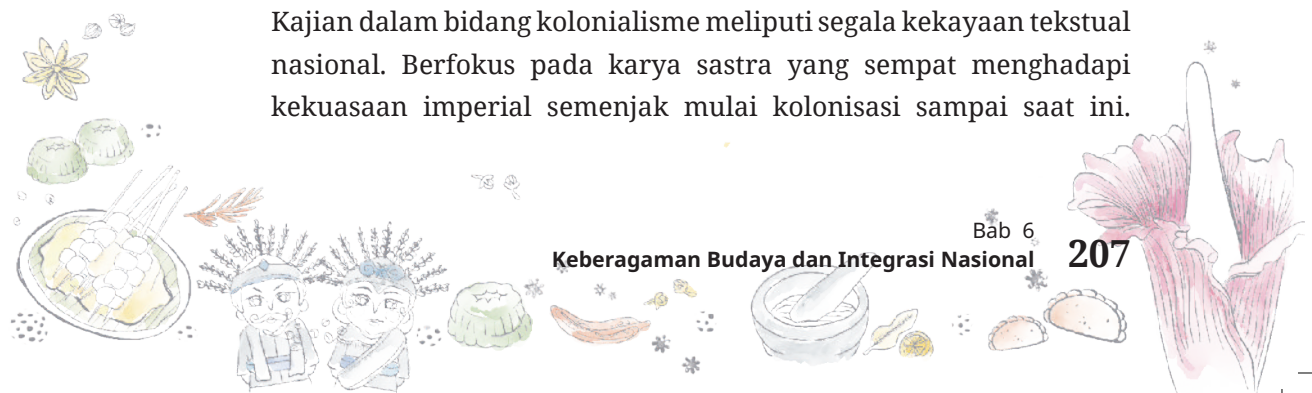 Kajian dalam bidang kolonialisme meliputi segala kekayaan tekstual
nasional. Berfokus pada karya sastra yang sempat menghadapi
kekuasaan imperial semenjak mulai kolonisasi sampai saat ini.
Bab 6
Keberagaman Budaya dan Integrasi Nasional 207